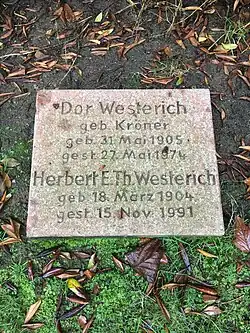 Dor Westerich
geb. Kröner
geb. 31. Mai 1905
gest. 27. Mai 1974
Herbert E.Th. Westerich
geb. 18. März 1904
gest. 15. Nov. 1991